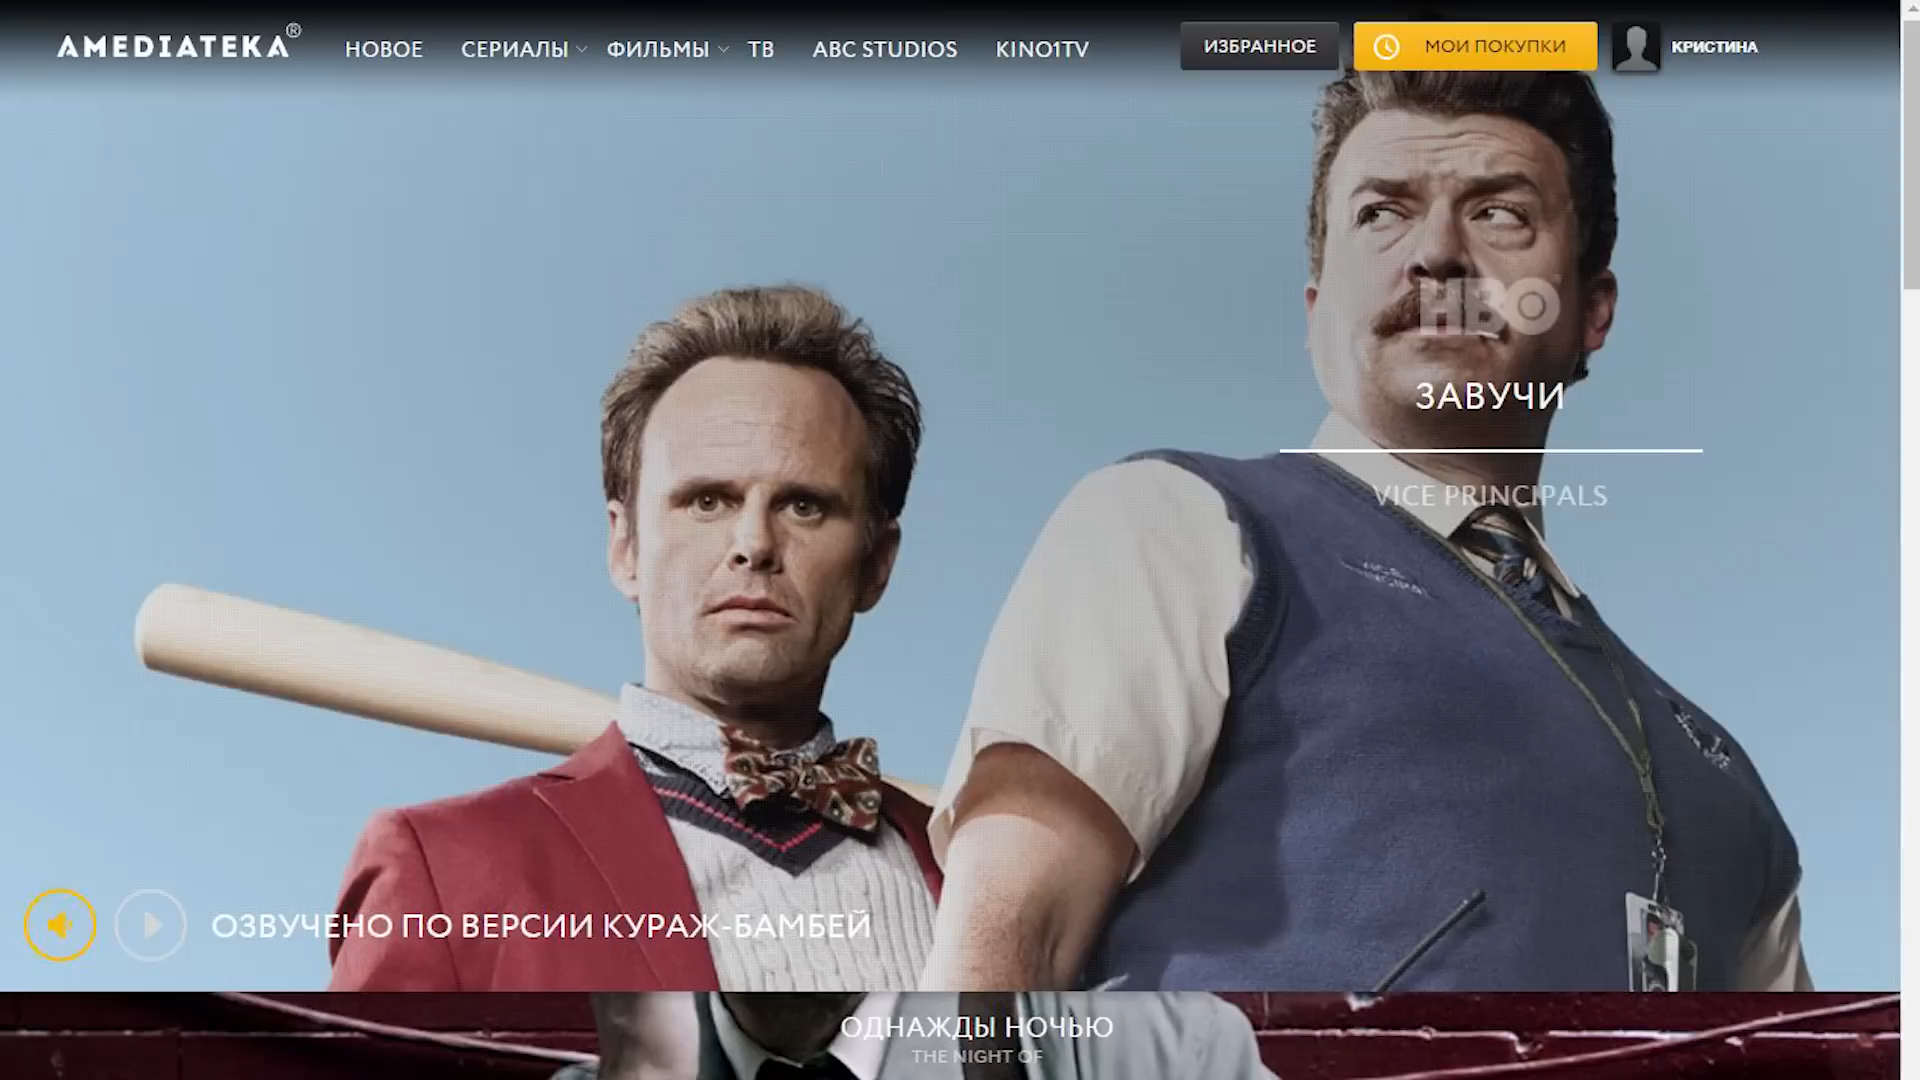 AMEDIATEKA®
НОВОЕ
СЕРИАЛЫ
ФИЛЬМЫ
ТВ
ABC STUDIOS
KINO1TV
ИЗБРАННОЕ
МОИ ПОКУПКИ
КРИСТИНА
HBO
ЗАВУЧИ
VICE PRINCIPALS
ОЗВУЧЕНО ПО ВЕРСИИ КУРАЖ-БАМБЕЙ
ОДНАЖДЫ НОЧЬЮ
THE NIGHT OF